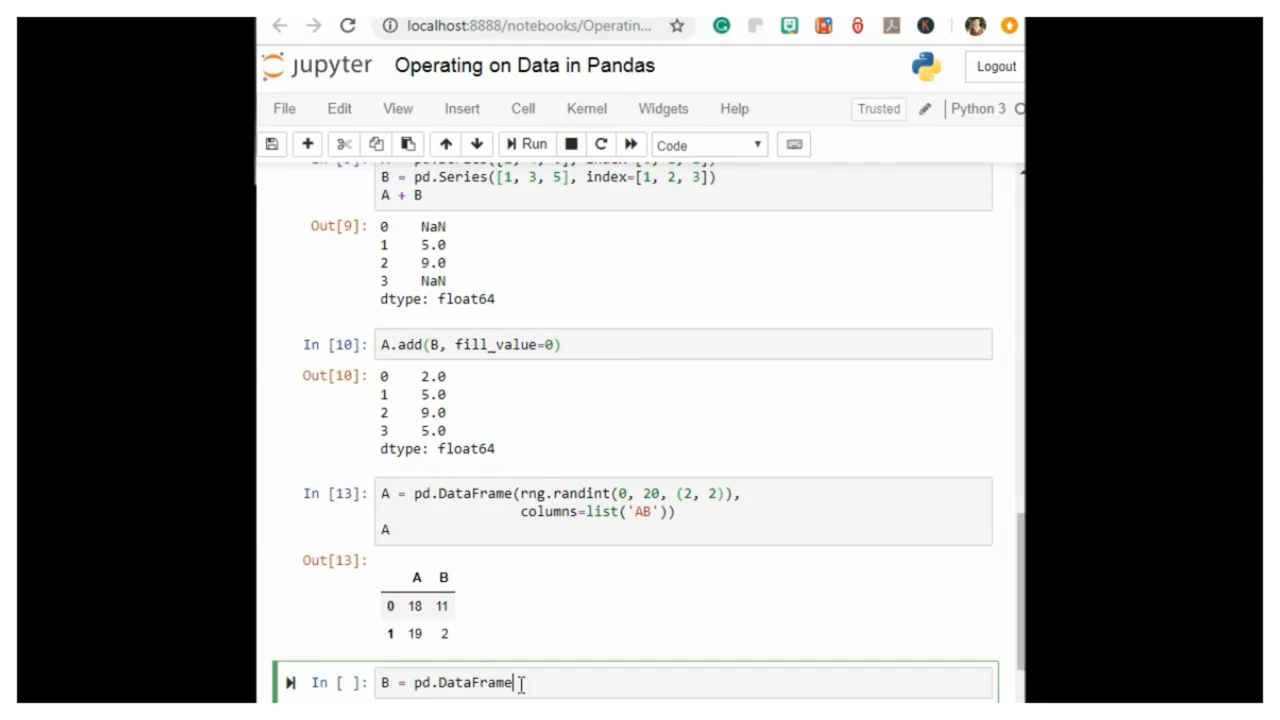 localhost:8888/notebooks/Operatin...
jupyter Operating on Data in Pandas
Logout
File Edit View Insert Cell Kernel Widgets Help Trusted Python 3
Run Code
B = pd.Series([1, 3, 5], index=[1, 2, 3])
A + B
Out[9]: 0 NaN
1 5.0
2 9.0
3 NaN
dtype: float64
In [10]: A.add(B, fill_value=0)
Out[10]: 0 2.0
1 5.0
2 9.0
3 5.0
dtype: float64
In [13]: A = pd.DataFrame(rng.randint(0, 20, (2, 2)),
columns=list('AB'))
A
Out[13]:
A B
0 18 11
1 19 2
In [ ]: B = pd.DataFrame